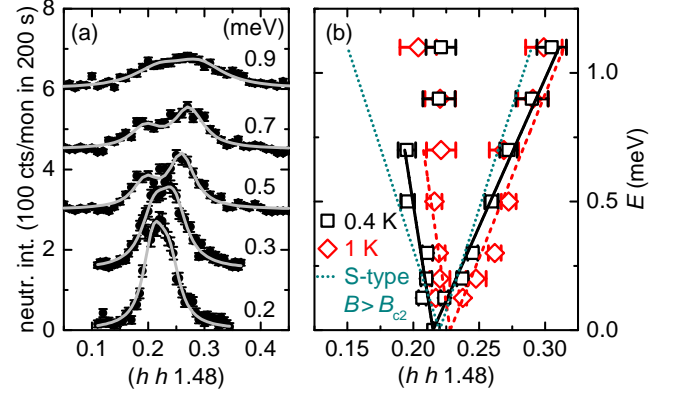 neutr. int. (100 cts/mon in 200 s)
8
6
4
2
0
(a)
(meV)
0.9
0.7
0.5
0.3
0.2
0.1 0.2 0.3 0.4
(h h 1.48)
(b)
0.4 K
1 K
S-type
B> Bc2
0.15 0.20 0.25 0.30
(h h 1.48)
1.0
0.5
0.0
E (meV)